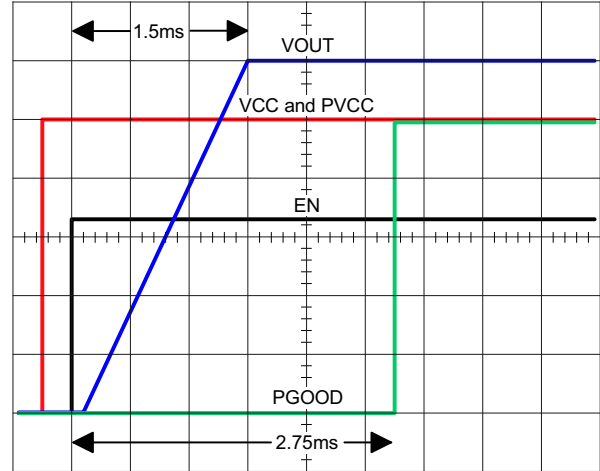 1.5ms
VOUT
VCC and PVCC
EN
PGOOD
2.75ms